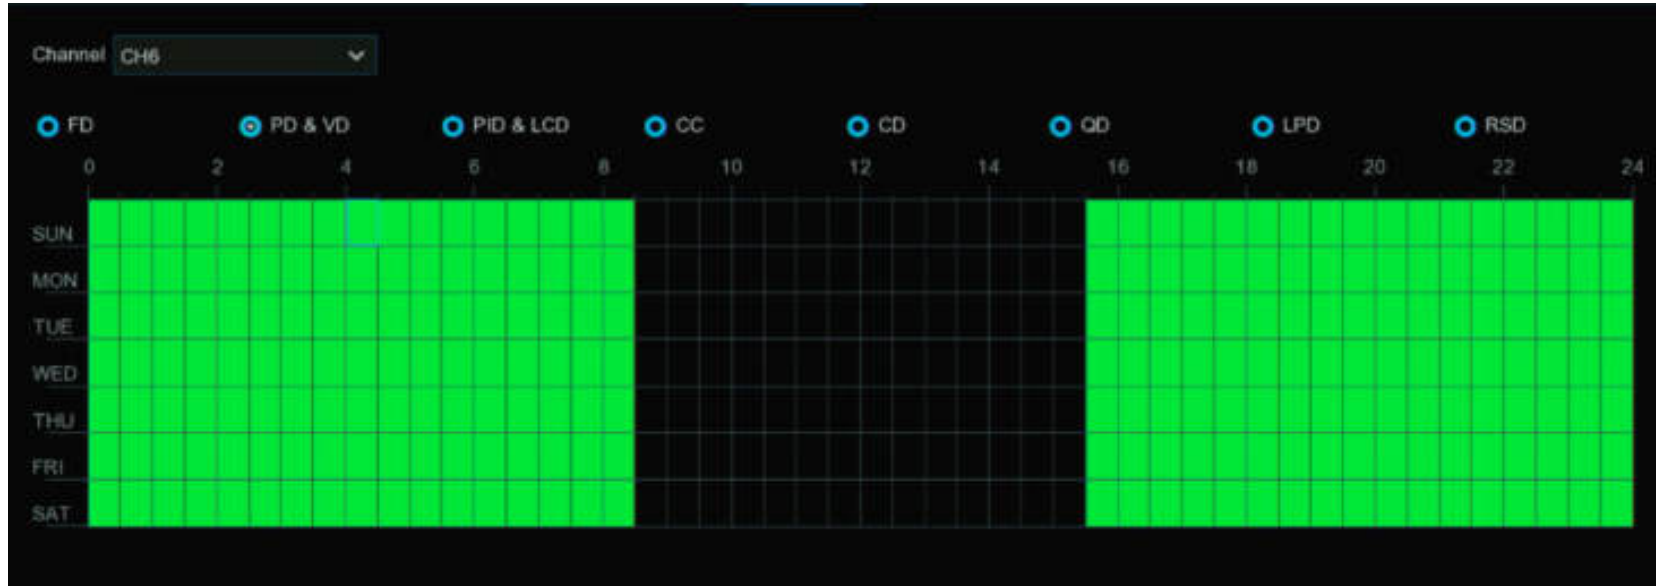 Channel CH6
FD PD & VD PID & LCD CC CD QD LPD RSD
0 2 4 6 8 10 12 14 16 18 20 22 24
SUN
MON
TUE
WED
THU
FRI
SAT